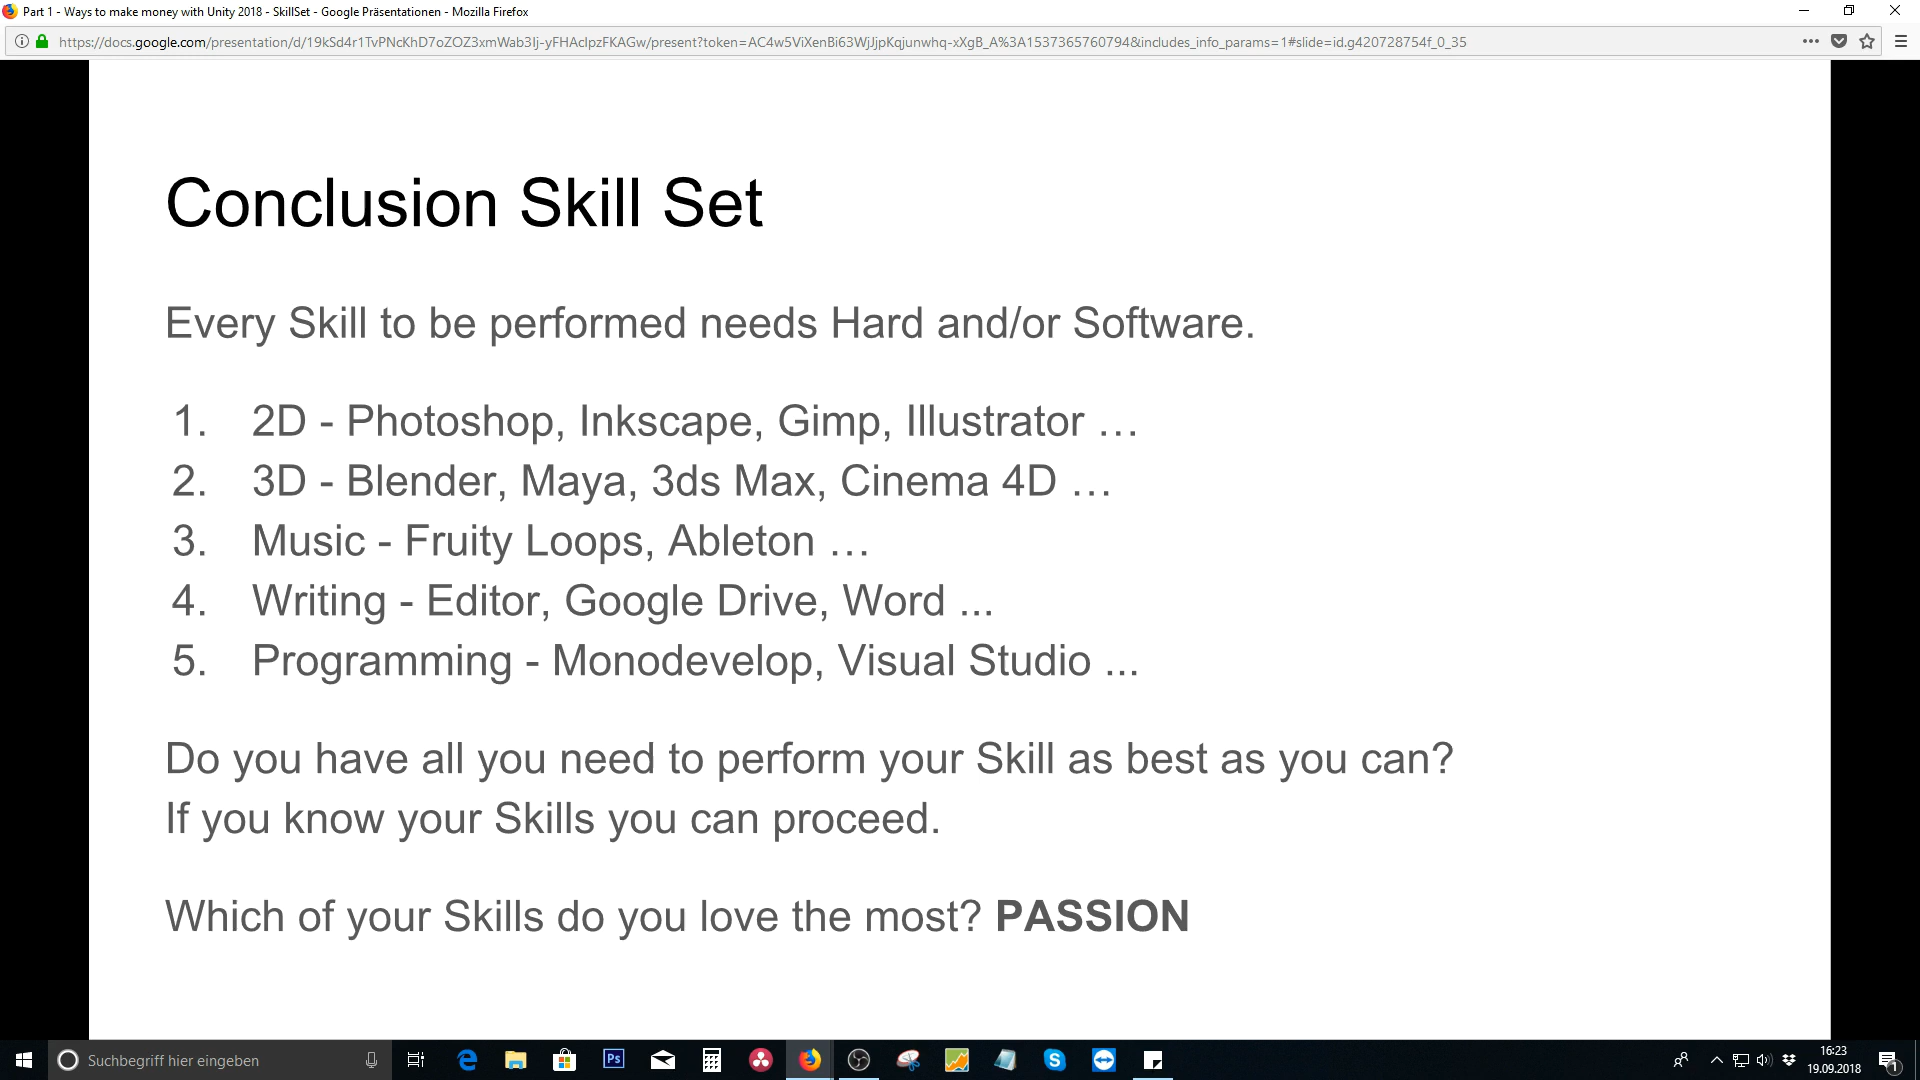 Part 1 - Ways to make money with Unity 2018 - SkillSet - Google Präsentationen - Mozilla Firefox
https://docs.google.com/presentation/d/19kSd4r1TvPNcKhD7oZOZ3xmWab3Ij-yFHAcIpzFKAGw/present?token=AC4w5ViXenBi63WjJjpKqjunwhq-xXgB_A%3A1537365760794&includes_info_params=1#slide=id.g420728754f_0_35
Conclusion Skill Set
Every Skill to be performed needs Hard and/or Software.
1. 2D - Photoshop, Inkscape, Gimp, Illustrator …
2. 3D - Blender, Maya, 3ds Max, Cinema 4D …
3. Music - Fruity Loops, Ableton …
4. Writing - Editor, Google Drive, Word ...
5. Programming - Monodevelop, Visual Studio ...
Do you have all you need to perform your Skill as best as you can?
If you know your Skills you can proceed.
Which of your Skills do you love the most? PASSION
Suchbegriff hier eingeben
Ps
16:23
19.09.2018
1